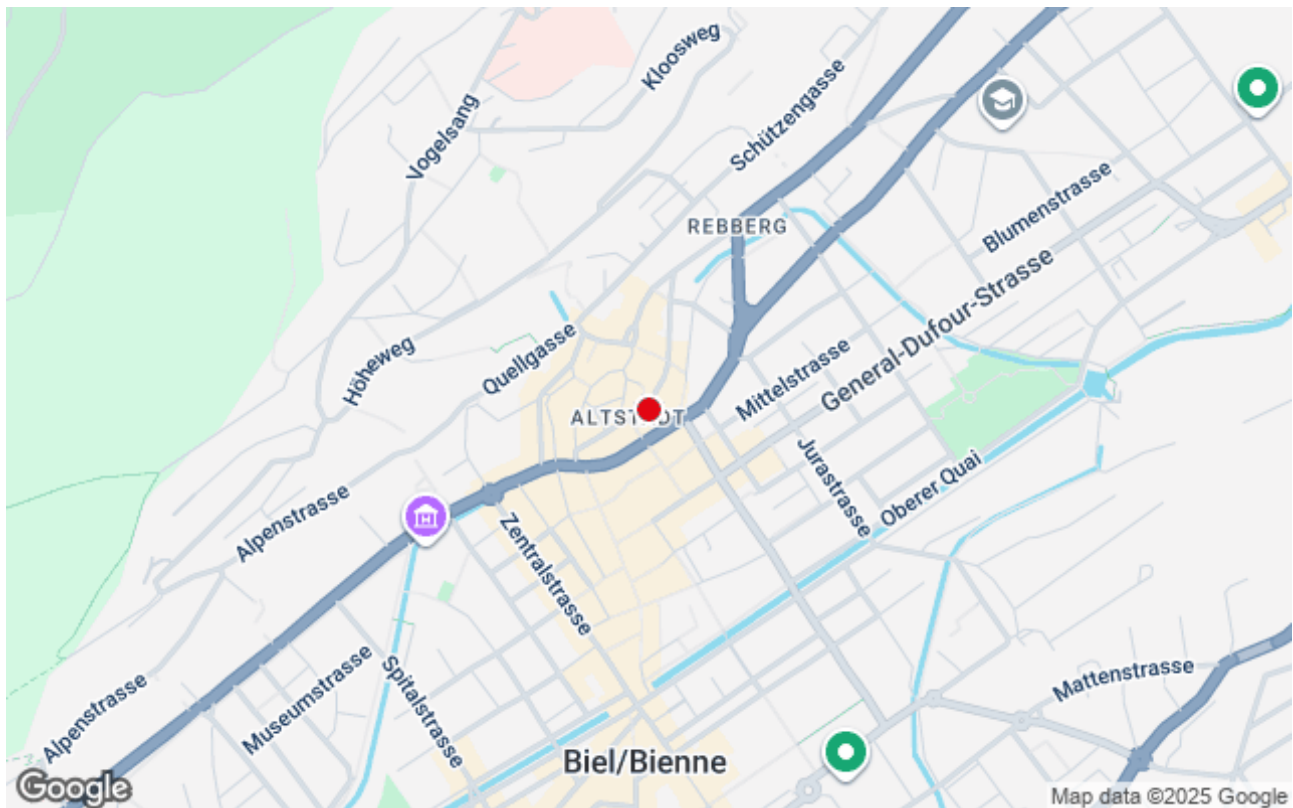 Kloosweg
Schützengasse
Vogelsang
Blumenstrasse
REBBERG
General-Dufour-Strasse
Höheweg
Quellgasse
Mittelstrasse
ALTSTADT
Jurastrasse
Oberer Quai
Alpenstrasse
Zentralstrasse
Museumstrasse
Spitalstrasse
Mattenstrasse
Alpenstrasse
Biel/Bienne
Google
Map data ©2025 Google